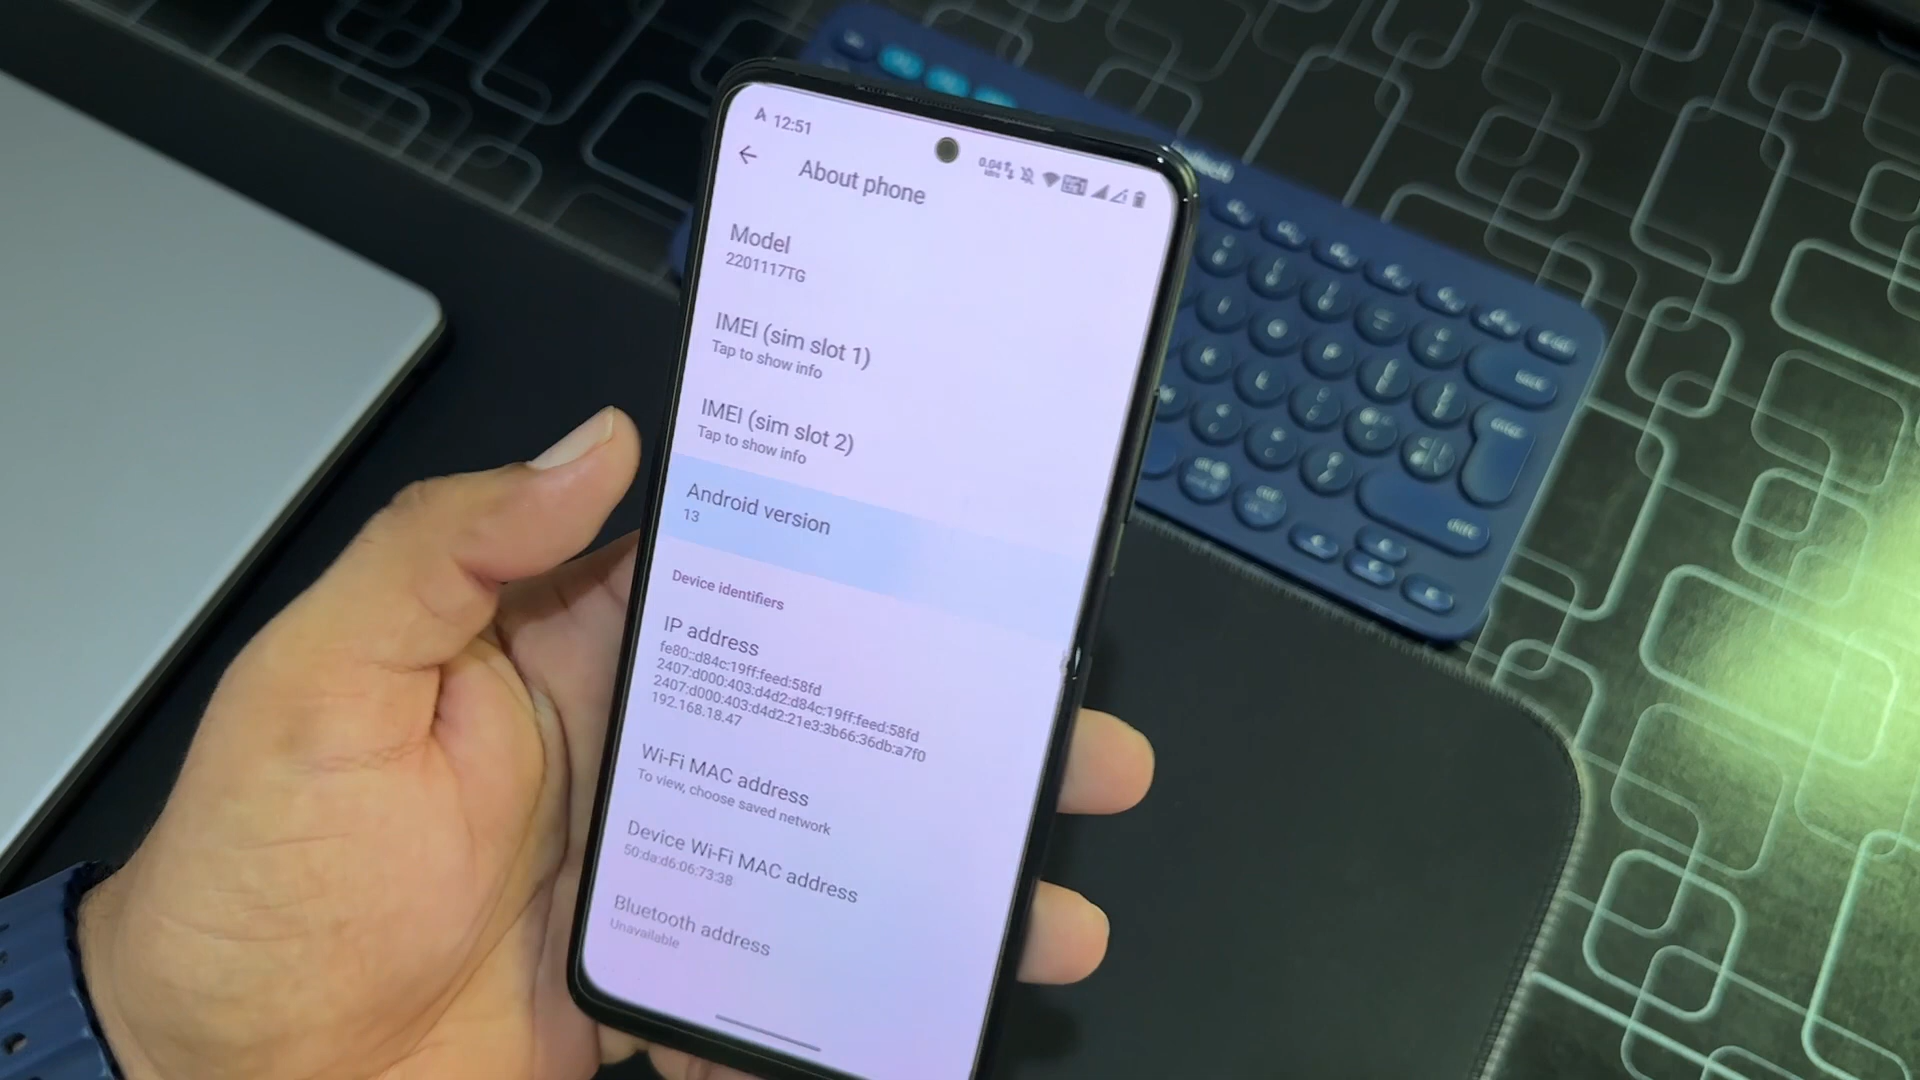 12:51
0.04
About phone
Model
2201117TG
IMEI (sim slot 1)
Tap to show info
IMEI (sim slot 2)
Tap to show info
Android version
13
Device identifiers
IP address
fe80::d84c:19ff:feed:58fd
2407:d000:403:d4d2:d84c:19ff:feed:58fd
2407:d000:403:d4d2:21e3:3b66:36db:a7f0
192.168.18.47
Wi-Fi MAC address
To view, choose saved network
Device Wi-Fi MAC address
50:da:d6:06:73:38
Bluetooth address
Unavailable